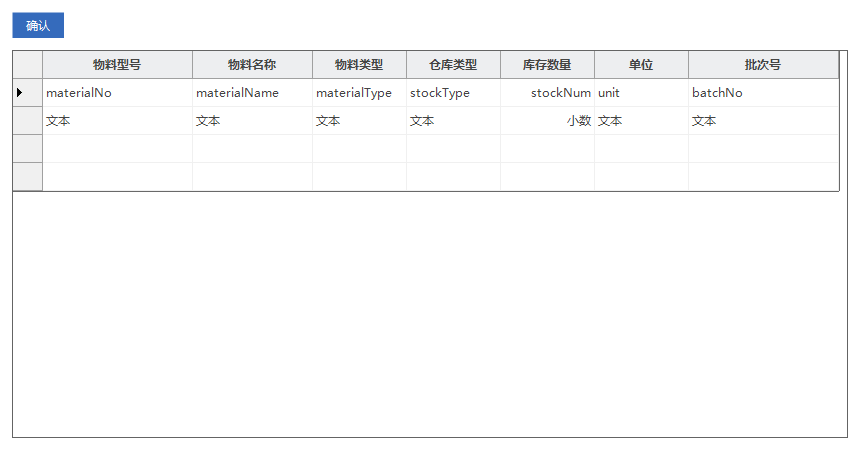 确认
物料型号 物料名称 物料类型 仓库类型 库存数量 单位 批次号
materialNo materialName materialType stockType stockNum unit batchNo
文本 文本 文本 文本 小数 文本 文本